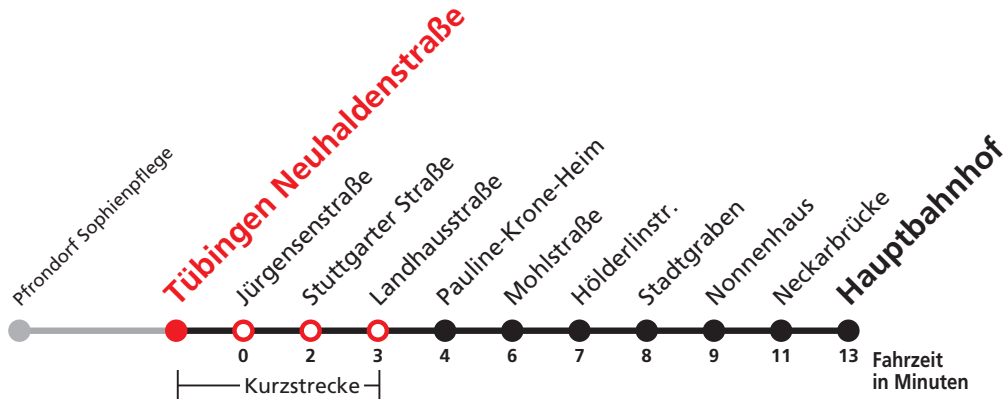 Pfrondorf Sophienpflege
Tübingen Neuhaldenstraße
Jürgensenstraße
Stuttgarter Straße
Landhausstraße
Pauline-Krone-Heim
Mohlstraße
Hölderlinstr.
Stadtgraben
Nonnenhaus
Neckarbrücke
Hauptbahnhof
0 2 3 4 6 7 8 9 11 13
Fahrzeit
in Minuten
Kurzstrecke